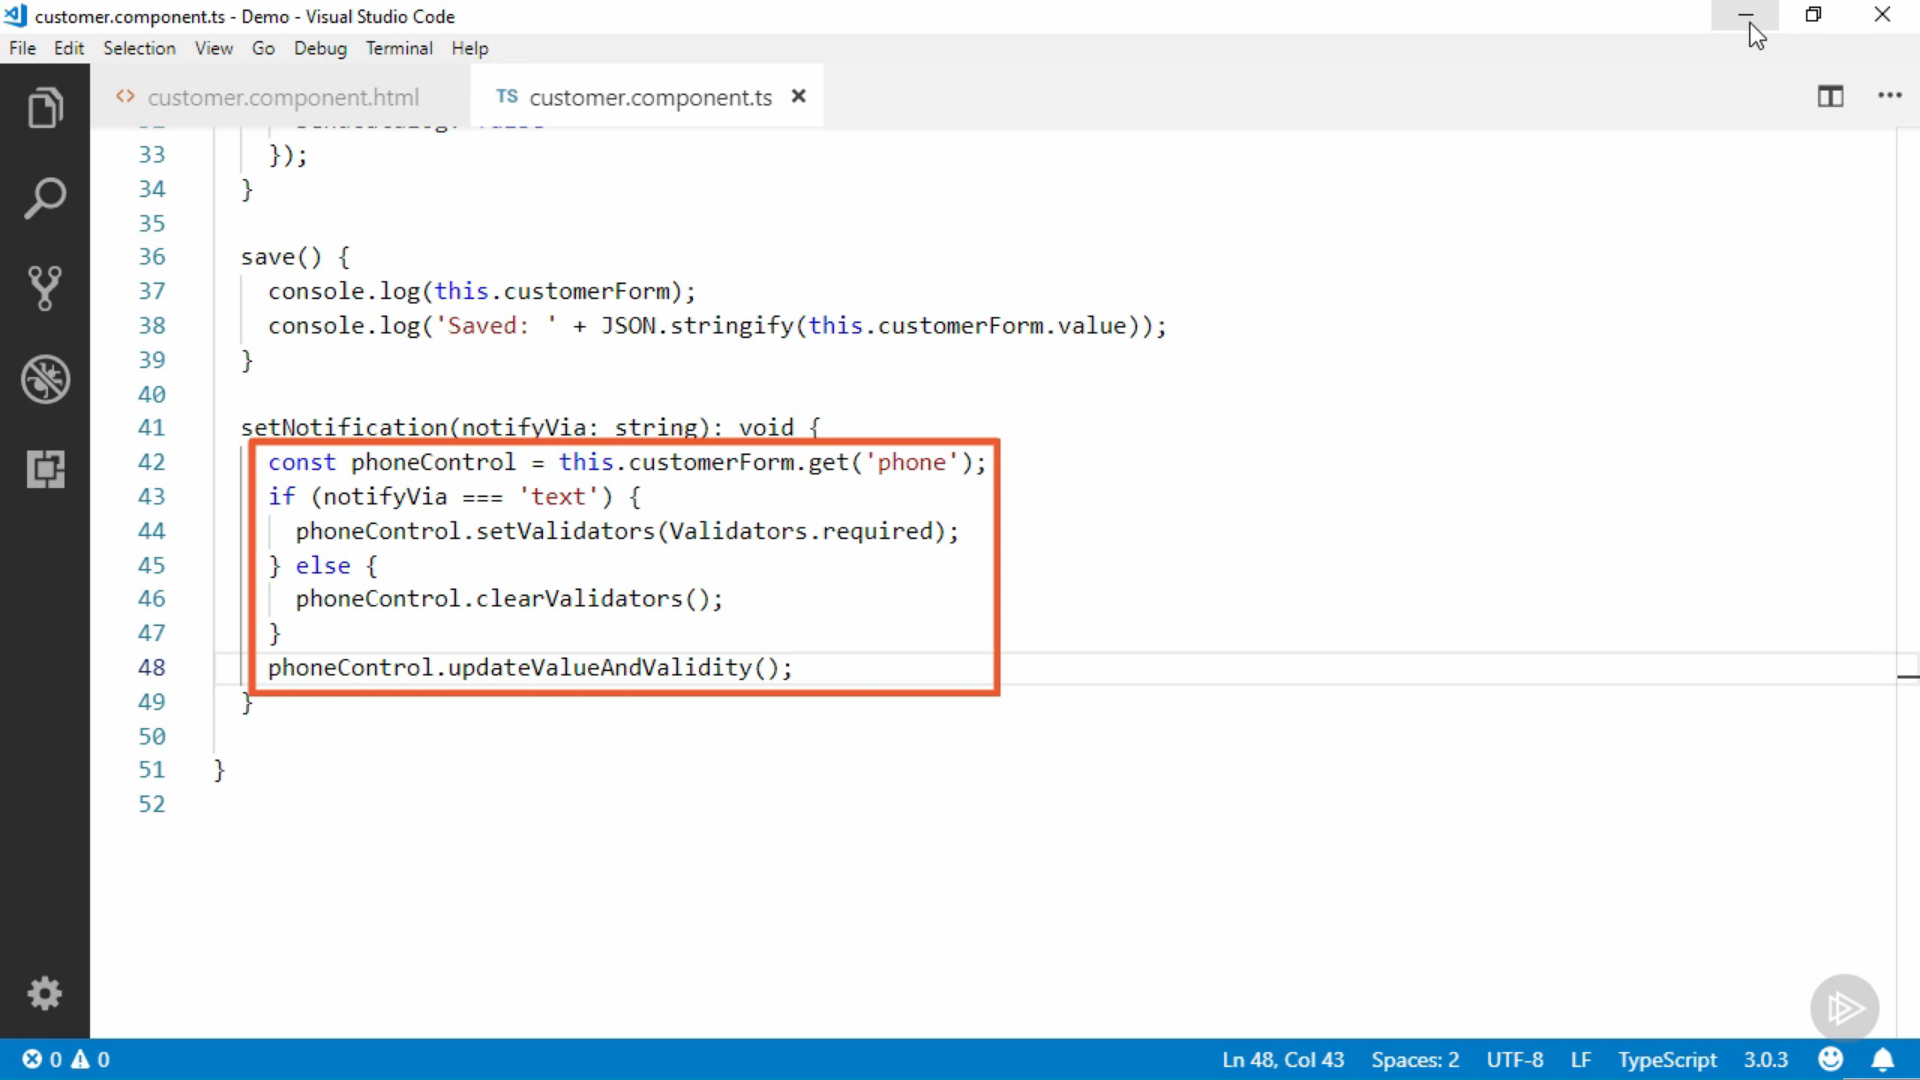 customer.component.ts - Demo - Visual Studio Code
File Edit Selection View Go Debug Terminal Help
<> customer.component.html TS customer.component.ts
33 });
34 }
35
36 save() {
37 console.log(this.customerForm);
38 console.log('Saved: ' + JSON.stringify(this.customerForm.value));
39 }
40
41 setNotification(notifyVia: string): void {
42 const phoneControl = this.customerForm.get('phone');
43 if (notifyVia === 'text') {
44 phoneControl.setValidators(Validators.required);
45 } else {
46 phoneControl.clearValidators();
47 }
48 phoneControl.updateValueAndValidity();
49 }
50
51 }
52
0 0 Ln 48, Col 43 Spaces: 2 UTF-8 LF TypeScript 3.0.3